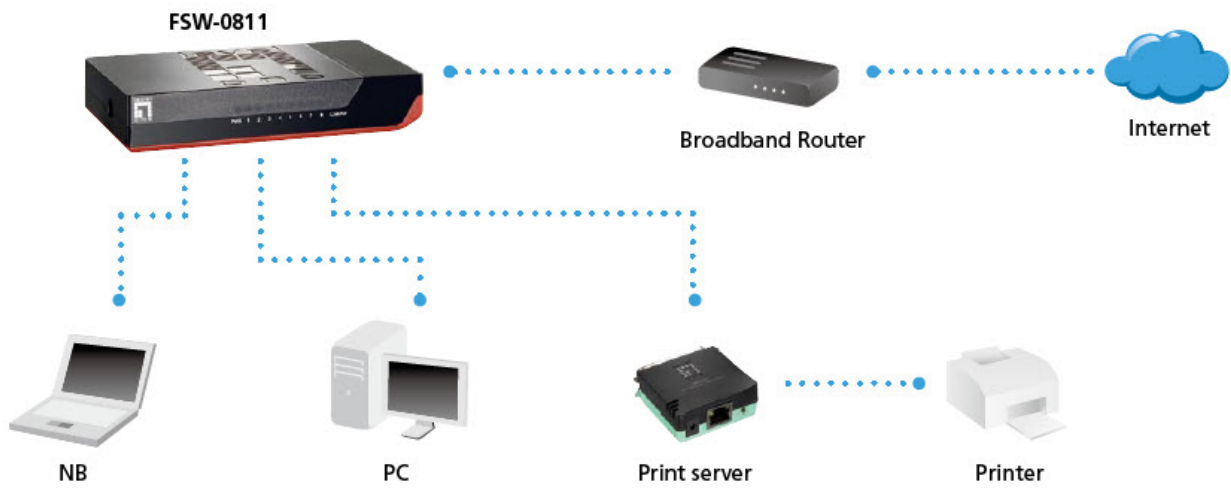 FSW-0811
Broadband Router
Internet
NB
PC
Print server
Printer